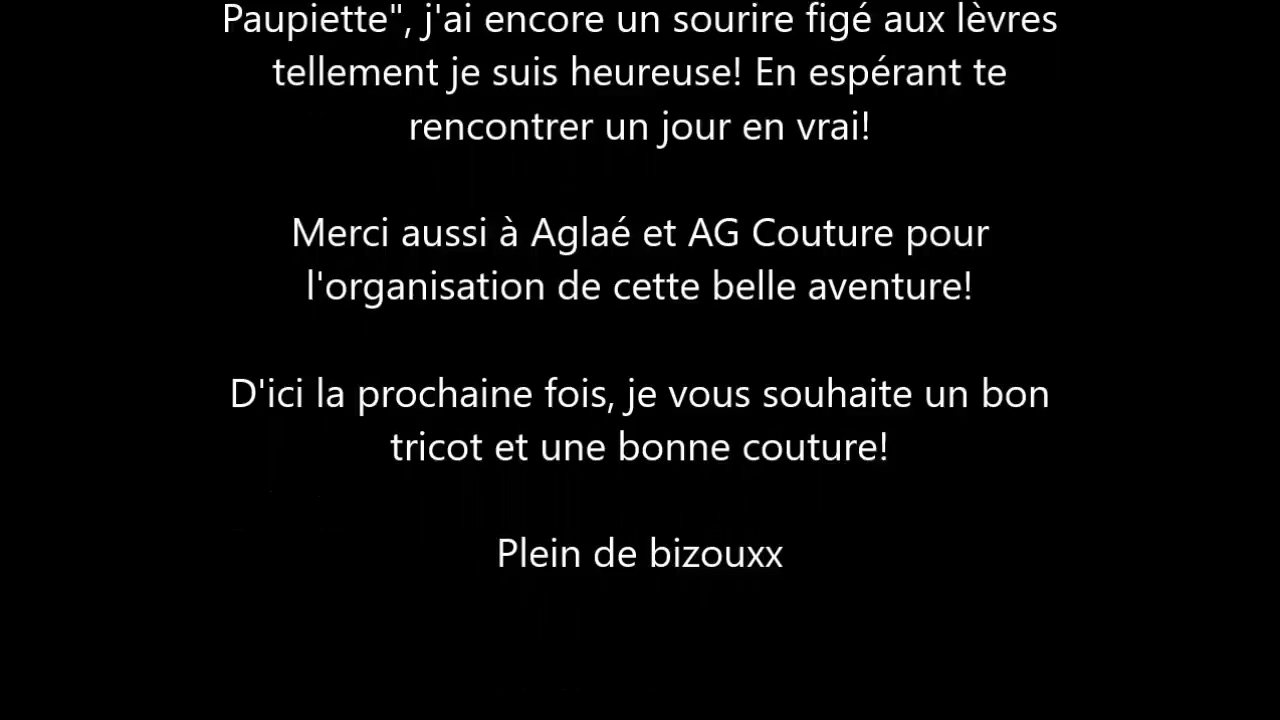 Paupiette", j'ai encore un sourire figé aux lèvres
tellement je suis heureuse! En espérant te
rencontrer un jour en vrai!
Merci aussi à Aglaé et AG Couture pour
l'organisation de cette belle aventure!
D'ici la prochaine fois, je vous souhaite un bon
tricot et une bonne couture!
Plein de bizouxx